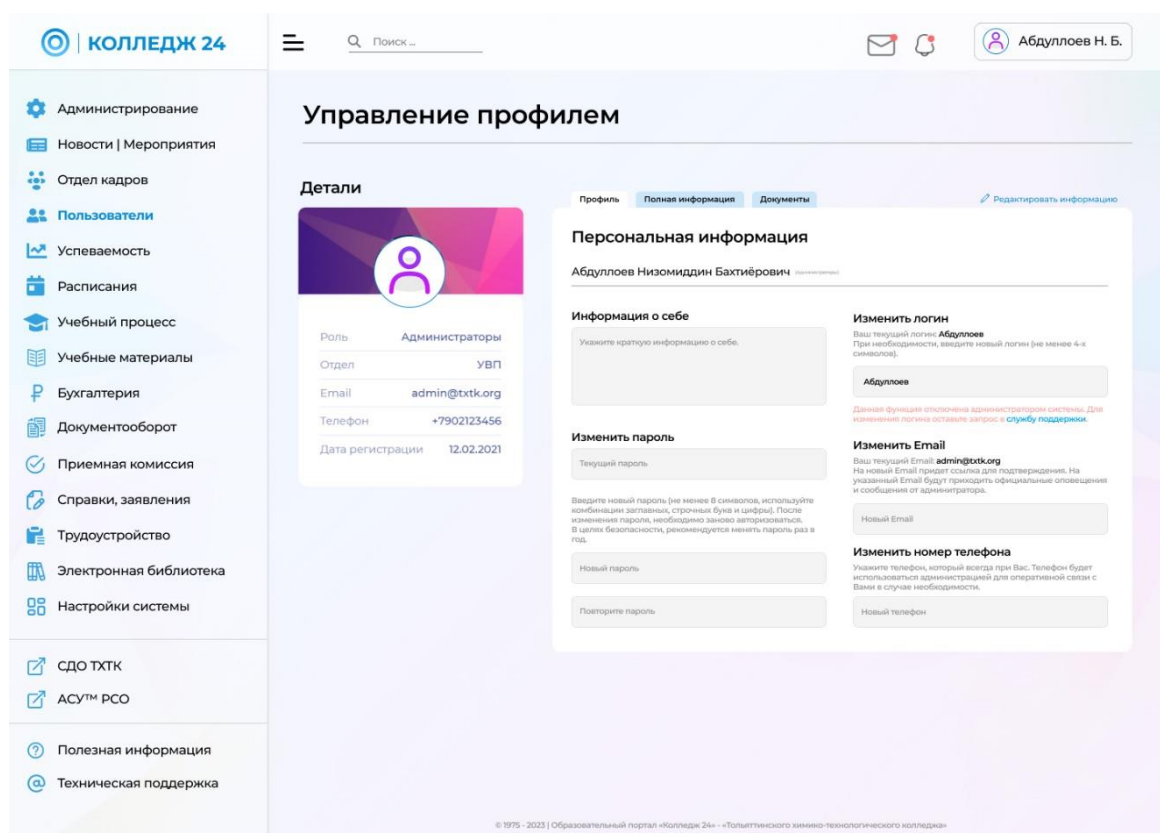 КОЛЛЕДЖ 24
Поиск ...
Абдуллоев Н. Б.
Администрирование
Новости | Мероприятия
Отдел кадров
Пользователи
Успеваемость
Расписания
Учебный процесс
Учебные материалы
Бухгалтерия
Документооборот
Приемная комиссия
Справки, заявления
Трудоустройство
Электронная библиотека
Настройки системы
СДО ТХТК
АСУ™ РСО
Полезная информация
Техническая поддержка
Управление профилем
Детали
Роль Администраторы
Отдел УВП
Email admin@txtk.org
Телефон +7902123456
Дата регистрации 12.02.2021
Профиль Полная информация Документы
Редактировать информацию
Персональная информация
Абдуллоев Низомиддин Бахтиёрович
Информация о себе
Укажите краткую информацию о себе.
Изменить пароль
Текущий пароль
Введите новый пароль (не менее 8 символов, используйте
комбинации заглавных, строчных букв и цифры). После
изменения пароля, необходимо заново авторизоваться.
В целях безопасности, рекомендуется менять пароль раз в
год.
Новый пароль
Повторите пароль
Изменить логин
Ваш текущий логин: Абдуллоев
При необходимости, введите новый логин (не менее 4-х
символов).
Абдуллоев
Данная функция отключена администратором системы. Для
изменения логина оставьте запрос в службу поддержки.
Изменить Email
Ваш текущий Email: admin@txtk.org
На новый Email придет ссылка для подтверждения. На
указанный Email будут приходить официальные оповещения
и сообщения от админитратора.
Новый Email
Изменить номер телефона
Укажите телефон, который всегда при Вас. Телефон будет
использоваться администрацией для оперативной связи с
Вами в случае необходимости.
Новый телефон
© 1975 - 2023 | Образовательный портал «Колледж 24» - «Тольяттинского химико-технологического колледжа»